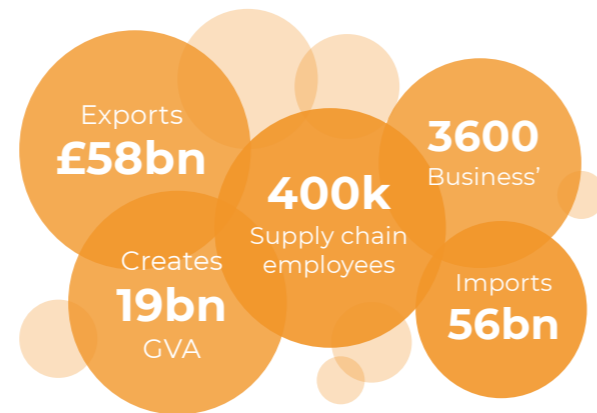 Exports
£58bn
3600
Business’
400k
Supply chain
employees
Creates
19bn
GVA
Imports
56bn